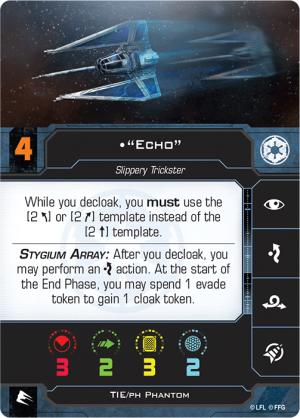 4
•"Echo"
Slippery Trickster
While you decloak, you must use the
[2 ↰] or [2 ↱] template instead of the
[2 ↑] template.
Stygium Array: After you decloak, you
may perform an action. At the start of
the End Phase, you may spend 1 evade
token to gain 1 cloak token.
3 2 3 2
TIE/ph Phantom
© LFL © FFG